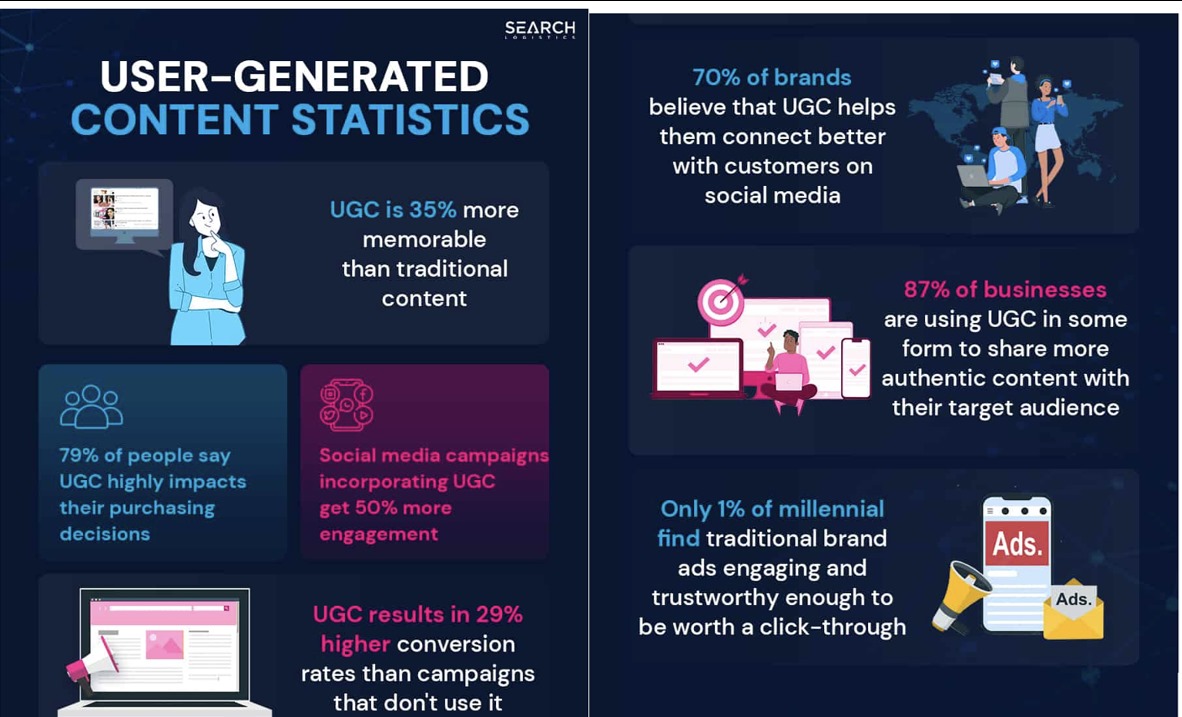 SEARCH
LOGISTICS
USER-GENERATED
CONTENT STATISTICS
UGC is 35% more
memorable
than traditional
content
79% of people say
UGC highly impacts
their purchasing
decisions
Social media campaigns
incorporating UGC
get 50% more
engagement
UGC results in 29%
higher conversion
rates than campaigns
that don't use it
70% of brands
believe that UGC helps
them connect better
with customers on
social media
87% of businesses
are using UGC in some
form to share more
authentic content with
their target audience
Only 1% of millennial
find traditional brand
ads engaging and
trustworthy enough to
be worth a click-through
Ads.
Ads.